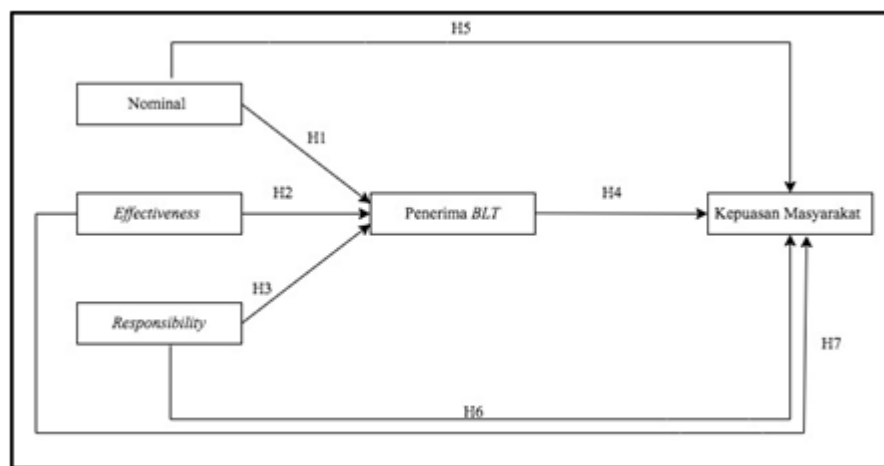 H5
Nominal
H1
Effectiveness
H2
Penerima BLT
H4
Kepuasan Masyarakat
H3
Responsibility
H7
H6